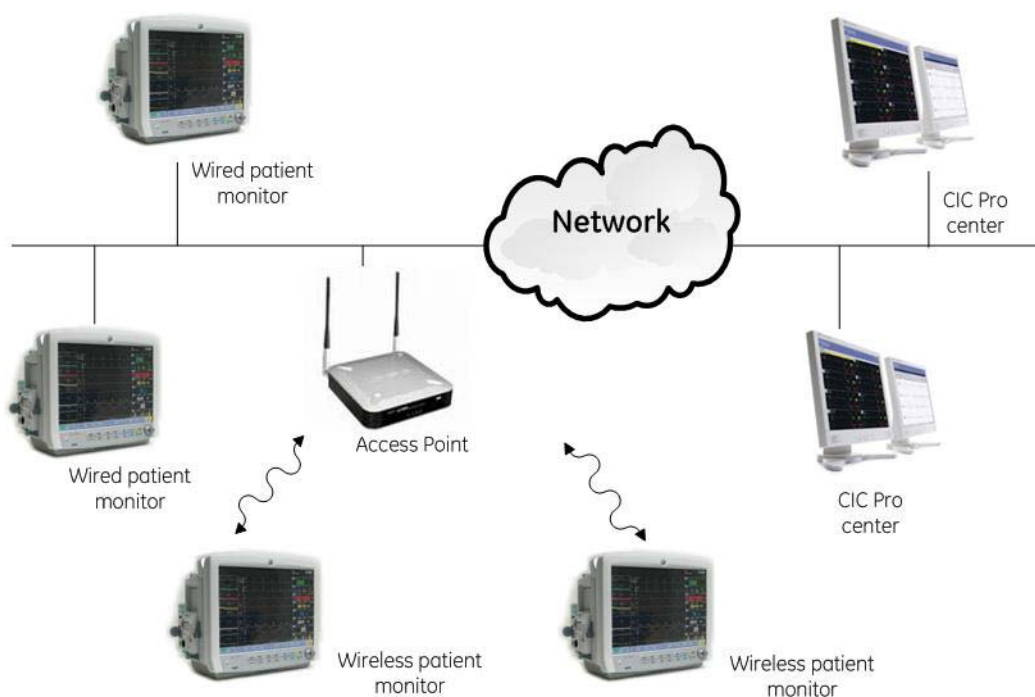 Wired patient
monitor
Network
CIC Pro
center
Access Point
Wired patient
monitor
CIC Pro
center
Wireless patient
monitor
Wireless patient
monitor